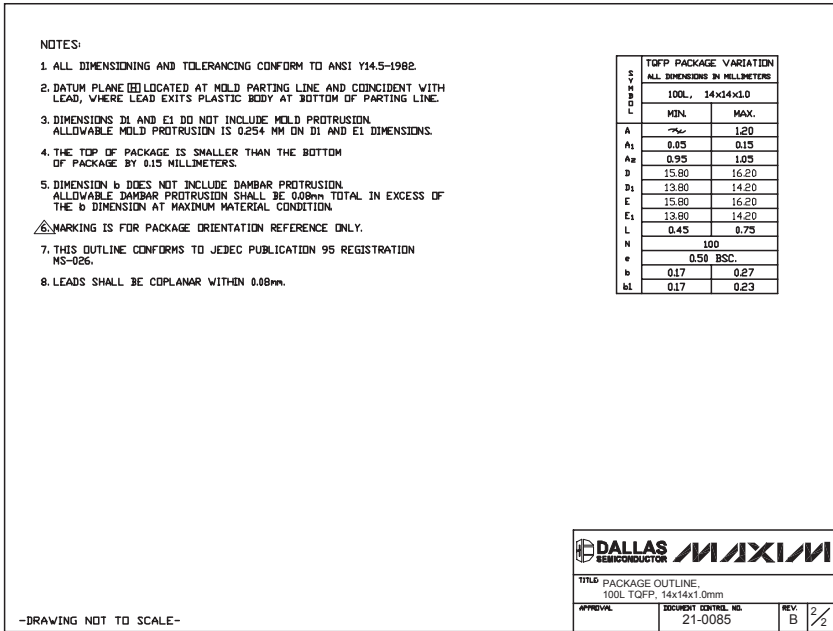 NOTES:
1. ALL DIMENSIONING AND TOLERANCING CONFORM TO ANSI Y14.5-1982.
2. DATUM PLANE H LOCATED AT MOLD PARTING LINE AND COINCIDENT WITH
LEAD, WHERE LEAD EXITS PLASTIC BODY AT BOTTOM OF PARTING LINE.
3. DIMENSIONS D1 AND E1 DO NOT INCLUDE MOLD PROTRUSION.
ALLOWABLE MOLD PROTRUSION IS 0.254 MM ON D1 AND E1 DIMENSIONS.
4. THE TOP OF PACKAGE IS SMALLER THAN THE BOTTOM
OF PACKAGE BY 0.15 MILLIMETERS.
5. DIMENSION b DOES NOT INCLUDE DAMBAR PROTRUSION.
ALLOWABLE DAMBAR PROTRUSION SHALL BE 0.08mm TOTAL IN EXCESS OF
THE b DIMENSION AT MAXIMUM MATERIAL CONDITION.
6. MARKING IS FOR PACKAGE ORIENTATION REFERENCE ONLY.
7. THIS OUTLINE CONFORMS TO JEDEC PUBLICATION 95 REGISTRATION
MS-026.
8. LEADS SHALL BE COPLANAR WITHIN 0.08mm.
SYMBOL
TQFP PACKAGE VARIATION
ALL DIMENSIONS IN MILLIMETERS
100L, 14x14x1.0
MIN. MAX.
A 1.20
A1 0.05 0.15
A2 0.95 1.05
D 15.80 16.20
D1 13.80 14.20
E 15.80 16.20
E1 13.80 14.20
L 0.45 0.75
N 100
e 0.50 BSC.
b 0.17 0.27
b1 0.17 0.23
DALLAS SEMICONDUCTOR MAXIM
TITLE: PACKAGE OUTLINE,
100L TQFP, 14x14x1.0mm
APPROVAL DOCUMENT CONTROL NO. REV.
21-0085 B 2/2
-DRAWING NOT TO SCALE-